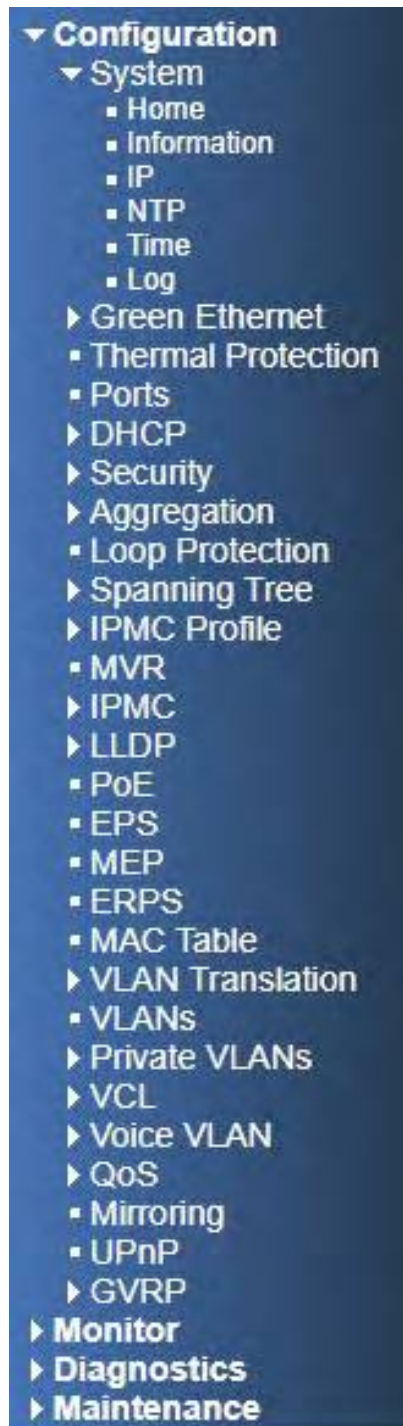 Configuration
System
Home
Information
IP
NTP
Time
Log
Green Ethernet
Thermal Protection
Ports
DHCP
Security
Aggregation
Loop Protection
Spanning Tree
IPMC Profile
MVR
IPMC
LLDP
PoE
EPS
MEP
ERPS
MAC Table
VLAN Translation
VLANs
Private VLANs
VCL
Voice VLAN
QoS
Mirroring
UPnP
GVRP
Monitor
Diagnostics
Maintenance